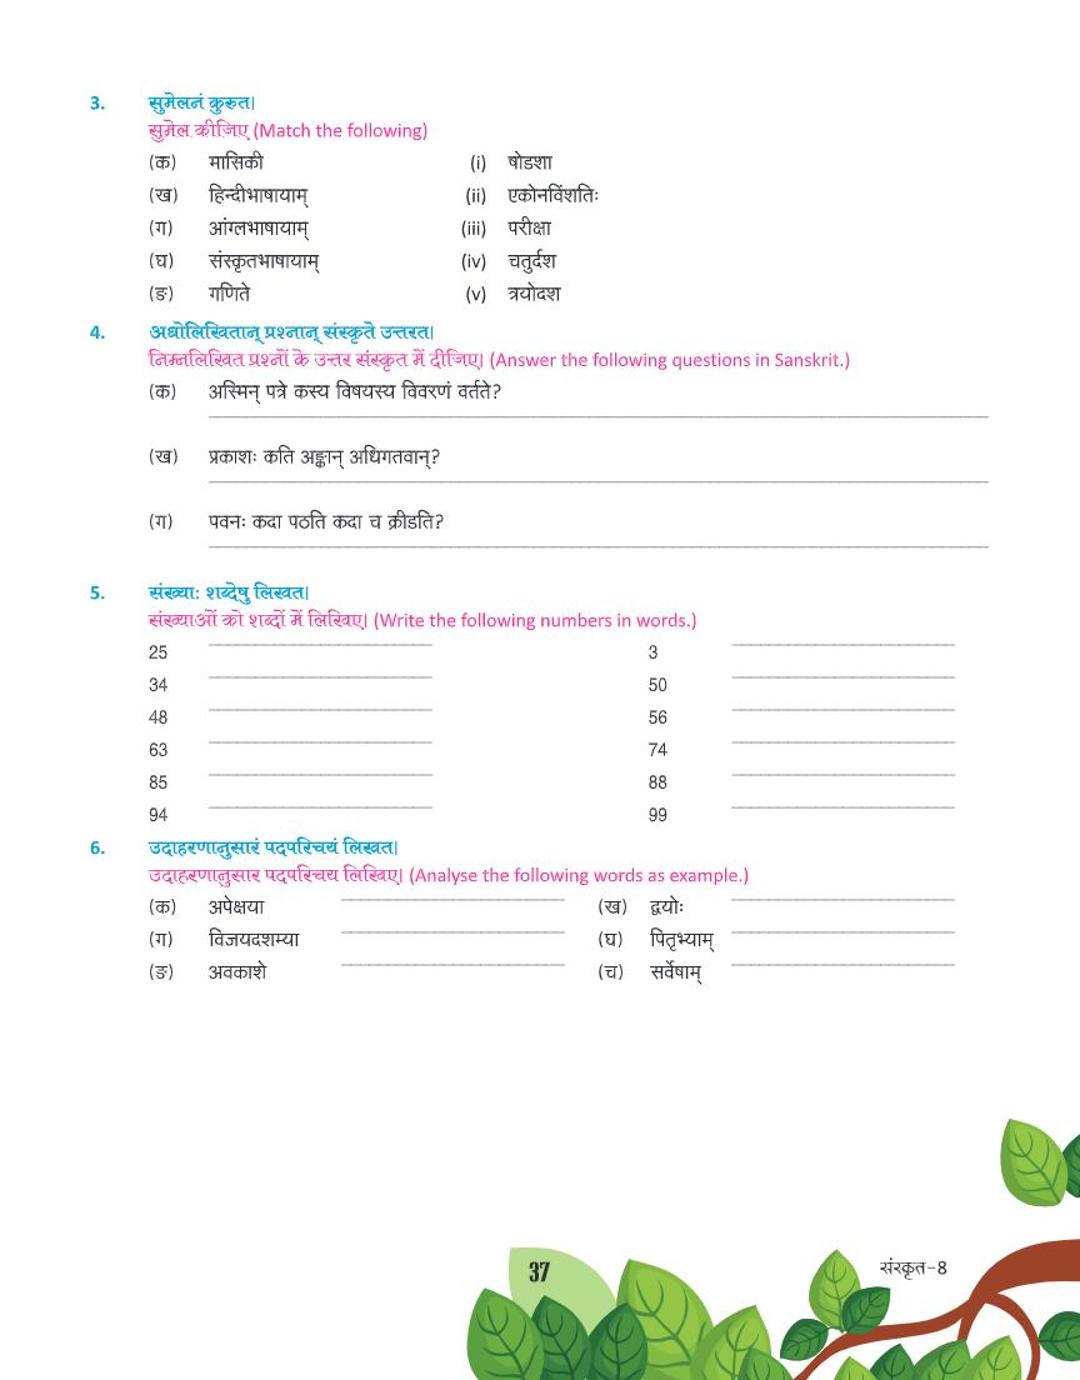 3. सुमेलनं कुरुत।
सुमेल कीजिए (Match the following)
(क) मासिकी (i) षोडशा
(ख) हिन्दीभाषायाम् (ii) एकोनविंशतिः
(ग) आंग्लभाषायाम् (iii) परीक्षा
(घ) संस्कृतभाषायाम् (iv) चतुर्दश
(ङ) गणिते (v) त्रयोदश
4. अधोलिखितान् प्रश्नान् संस्कृते उत्तरत।
निम्नलिखित प्रश्नों के उत्तर संस्कृत में दीजिए। (Answer the following questions in Sanskrit.)
(क) अस्मिन् पत्रे कस्य विषयस्य विवरणं वर्तते?
(ख) प्रकाशः कति अङ्कान् अधिगतवान्?
(ग) पवनः कदा पठति कदा च क्रीडति?
5. संख्याः शब्देषु लिखत।
संख्याओं को शब्दों में लिखिए। (Write the following numbers in words.)
25 3
34 50
48 56
63 74
85 88
94 99
6. उदाहरणानुसारं पदपरिचयं लिखत।
उदाहरणानुसार पदपरिचय लिखिए। (Analyse the following words as example.)
(क) अपेक्षया (ख) द्वयोः
(ग) विजयदशम्या (घ) पितृभ्याम्
(ङ) अवकाशे (च) सर्वेषाम्
37 संस्कृत-8